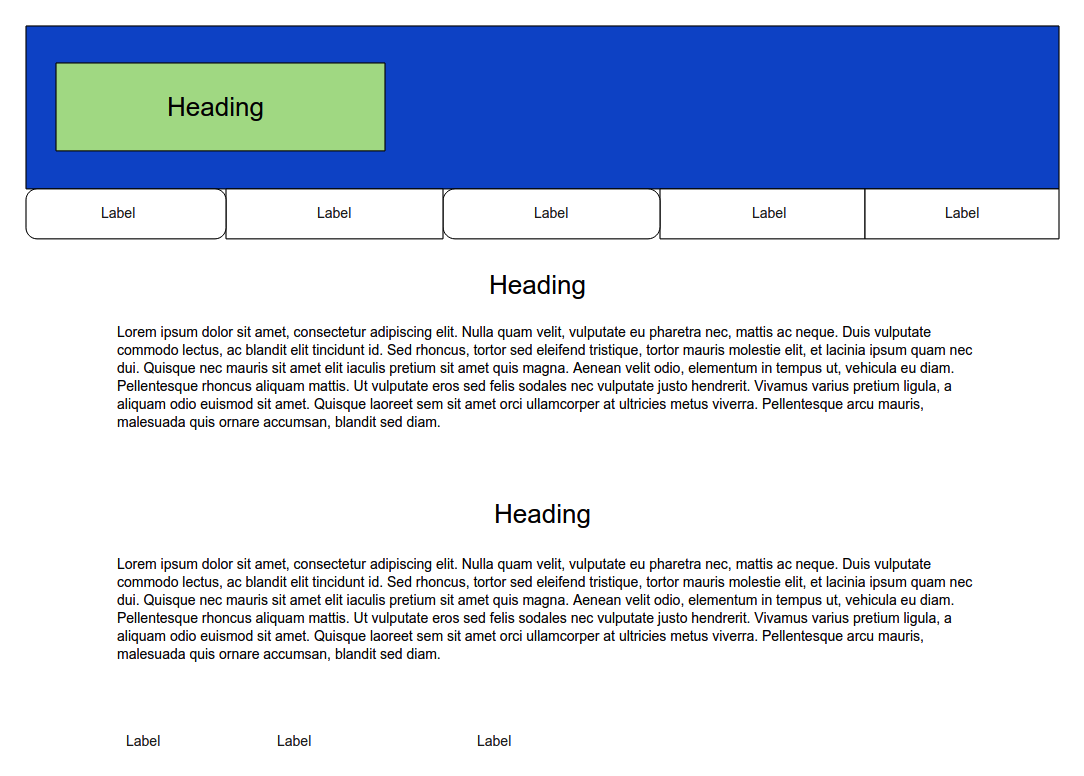 Heading
Label Label Label Label Label
Heading
Lorem ipsum dolor sit amet, consectetur adipiscing elit. Nulla quam velit, vulputate eu pharetra nec, mattis ac neque. Duis vulputate
commodo lectus, ac blandit elit tincidunt id. Sed rhoncus, tortor sed eleifend tristique, tortor mauris molestie elit, et lacinia ipsum quam nec
dui. Quisque nec mauris sit amet elit iaculis pretium sit amet quis magna. Aenean velit odio, elementum in tempus ut, vehicula eu diam.
Pellentesque rhoncus aliquam mattis. Ut vulputate eros sed felis sodales nec vulputate justo hendrerit. Vivamus varius pretium ligula, a
aliquam odio euismod sit amet. Quisque laoreet sem sit amet orci ullamcorper at ultricies metus viverra. Pellentesque arcu mauris,
malesuada quis ornare accumsan, blandit sed diam.
Heading
Lorem ipsum dolor sit amet, consectetur adipiscing elit. Nulla quam velit, vulputate eu pharetra nec, mattis ac neque. Duis vulputate
commodo lectus, ac blandit elit tincidunt id. Sed rhoncus, tortor sed eleifend tristique, tortor mauris molestie elit, et lacinia ipsum quam nec
dui. Quisque nec mauris sit amet elit iaculis pretium sit amet quis magna. Aenean velit odio, elementum in tempus ut, vehicula eu diam.
Pellentesque rhoncus aliquam mattis. Ut vulputate eros sed felis sodales nec vulputate justo hendrerit. Vivamus varius pretium ligula, a
aliquam odio euismod sit amet. Quisque laoreet sem sit amet orci ullamcorper at ultricies metus viverra. Pellentesque arcu mauris,
malesuada quis ornare accumsan, blandit sed diam.
Label Label Label